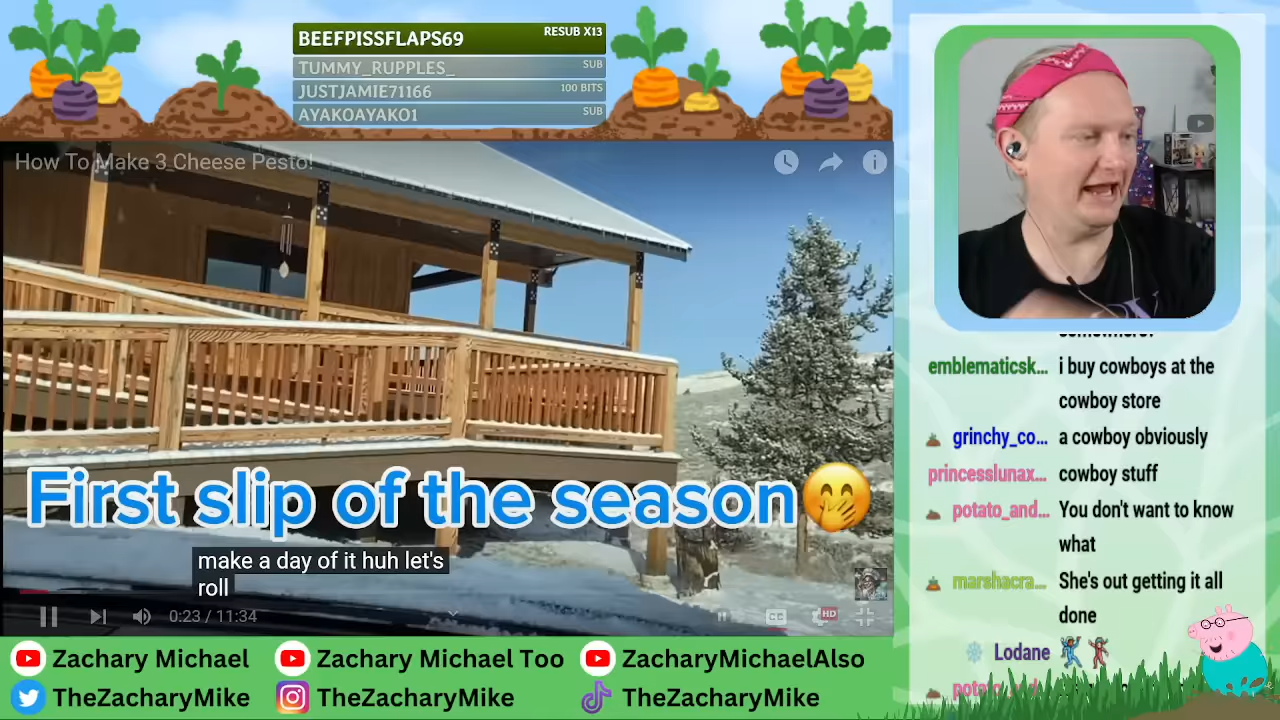 BEEFPISSFLAPS69 RESUB X13
TUMMY_RUPPLES_ SUB
JUSTJAMIE71166 100 BITS
AYAKOAYAKO1 SUB
How To Make 3 Cheese Pesto!
First slip of the season
make a day of it huh let's
roll
0:23 / 11:34
CC
HD
emblematicsk... i buy cowboys at the
cowboy store
grinchy_co... a cowboy obviously
princesslunax... cowboy stuff
potato_and... You don't want to know
what
marshacra... She's out getting it all
done
Lodane
Zachary Michael Zachary Michael Too ZacharyMichaelAlso
TheZacharyMike TheZacharyMike TheZacharyMike